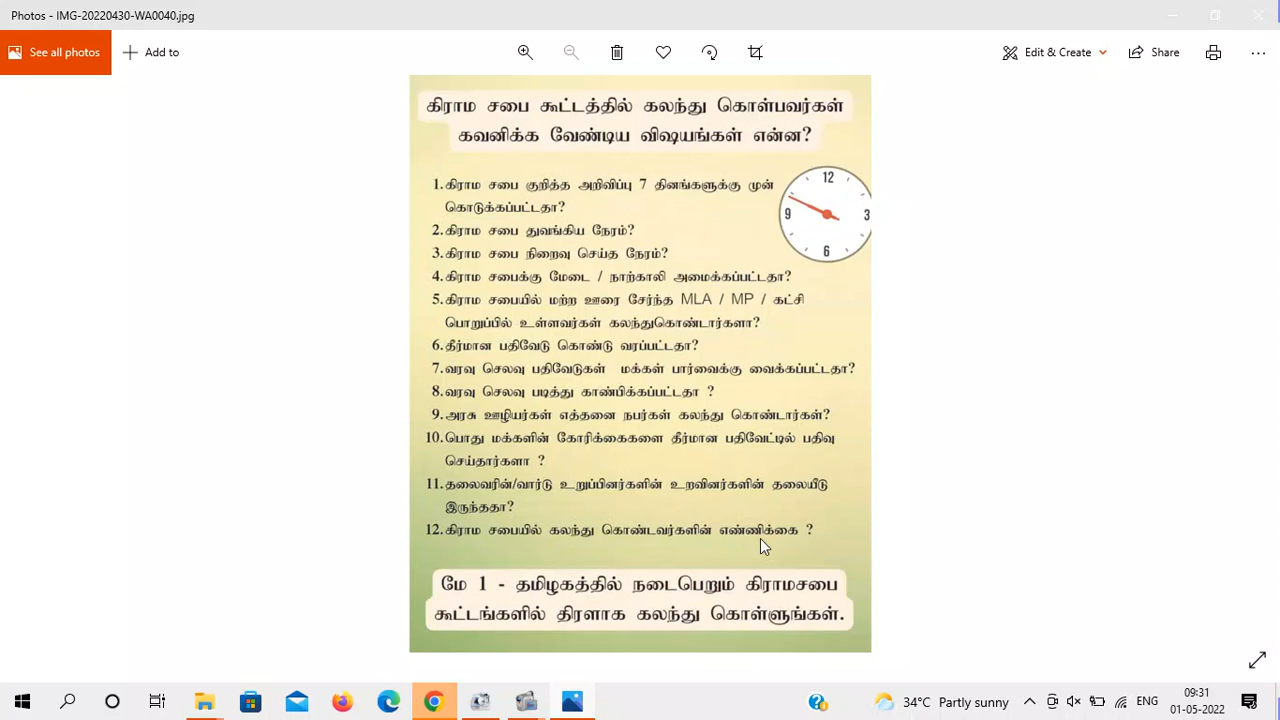 Photos - IMG-20220430-WA0040.jpg
See all photos
Add to
Edit & Create
Share
கிராம சபை கூட்டத்தில் கலந்து கொள்பவர்கள்
கவனிக்க வேண்டிய விஷயங்கள் என்ன?
12
9
3
6
1.கிராம சபை குறித்த அறிவிப்பு 7 தினங்களுக்கு முன்
கொடுக்கப்பட்டதா?
2.கிராம சபை துவங்கிய நேரம்?
3.கிராம சபை நிறைவு செய்த நேரம்?
4.கிராம சபைக்கு மேடை / நாற்காலி அமைக்கப்பட்டதா?
5.கிராம சபையில் மற்ற ஊரை சேர்ந்த MLA / MP / கட்சி
பொறுப்பில் உள்ளவர்கள் கலந்துகொண்டார்களா?
6.தீர்மான பதிவேடு கொண்டு வரப்பட்டதா?
7.வரவு செலவு பதிவேடுகள் மக்கள் பார்வைக்கு வைக்கப்பட்டதா?
8.வரவு செலவு படித்து காண்பிக்கப்பட்டதா ?
9.அரசு ஊழியர்கள் எத்தனை நபர்கள் கலந்து கொண்டார்கள்?
10.பொது மக்களின் கோரிக்கைகளை தீர்மான பதிவேட்டில் பதிவு
செய்தார்களா ?
11.தலைவரின்/வார்டு உறுப்பினர்களின் உறவினர்களின் தலையீடு
இருந்ததா?
12.கிராம சபையில் கலந்து கொண்டவர்களின் எண்ணிக்கை ?
மே 1 - தமிழகத்தில் நடைபெறும் கிராமசபை
கூட்டங்களில் திரளாக கலந்து கொள்ளுங்கள்.
34°C Partly sunny
ENG
09:31
01-05-2022